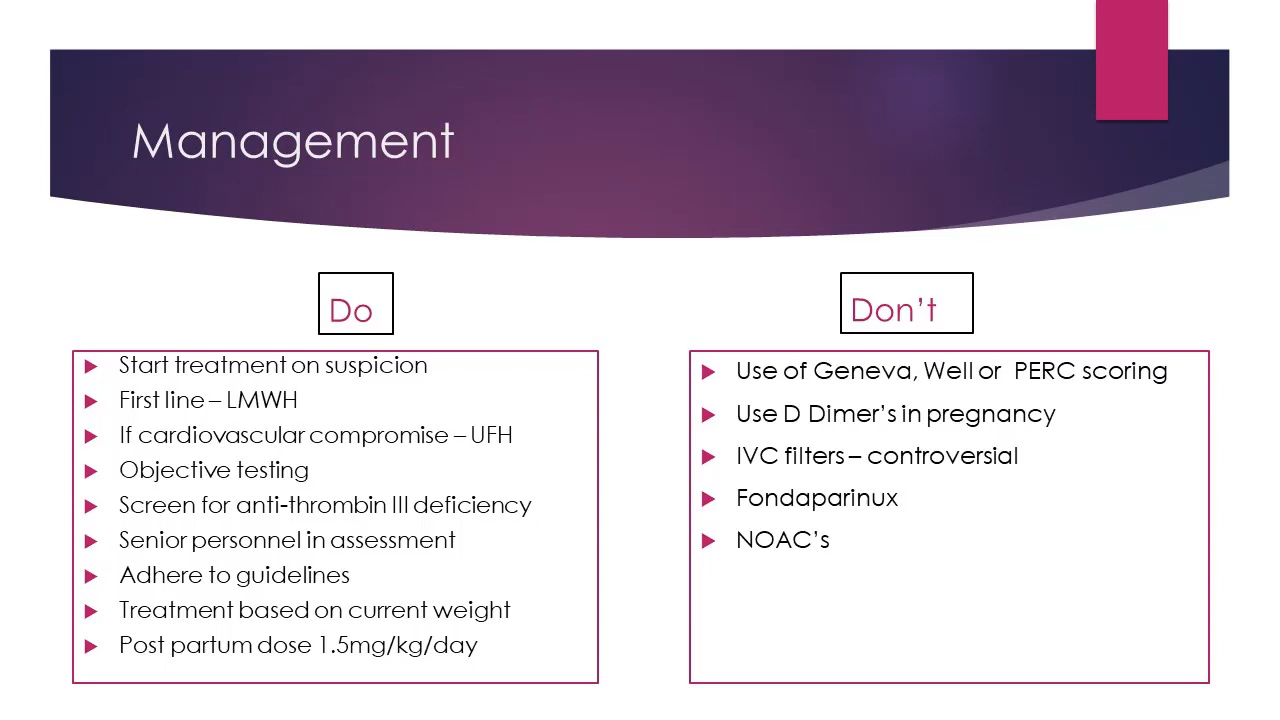 Management
Do
Start treatment on suspicion
First line – LMWH
If cardiovascular compromise – UFH
Objective testing
Screen for anti-thrombin III deficiency
Senior personnel in assessment
Adhere to guidelines
Treatment based on current weight
Post partum dose 1.5mg/kg/day
Don’t
Use of Geneva, Well or PERC scoring
Use D Dimer’s in pregnancy
IVC filters – controversial
Fondaparinux
NOAC’s